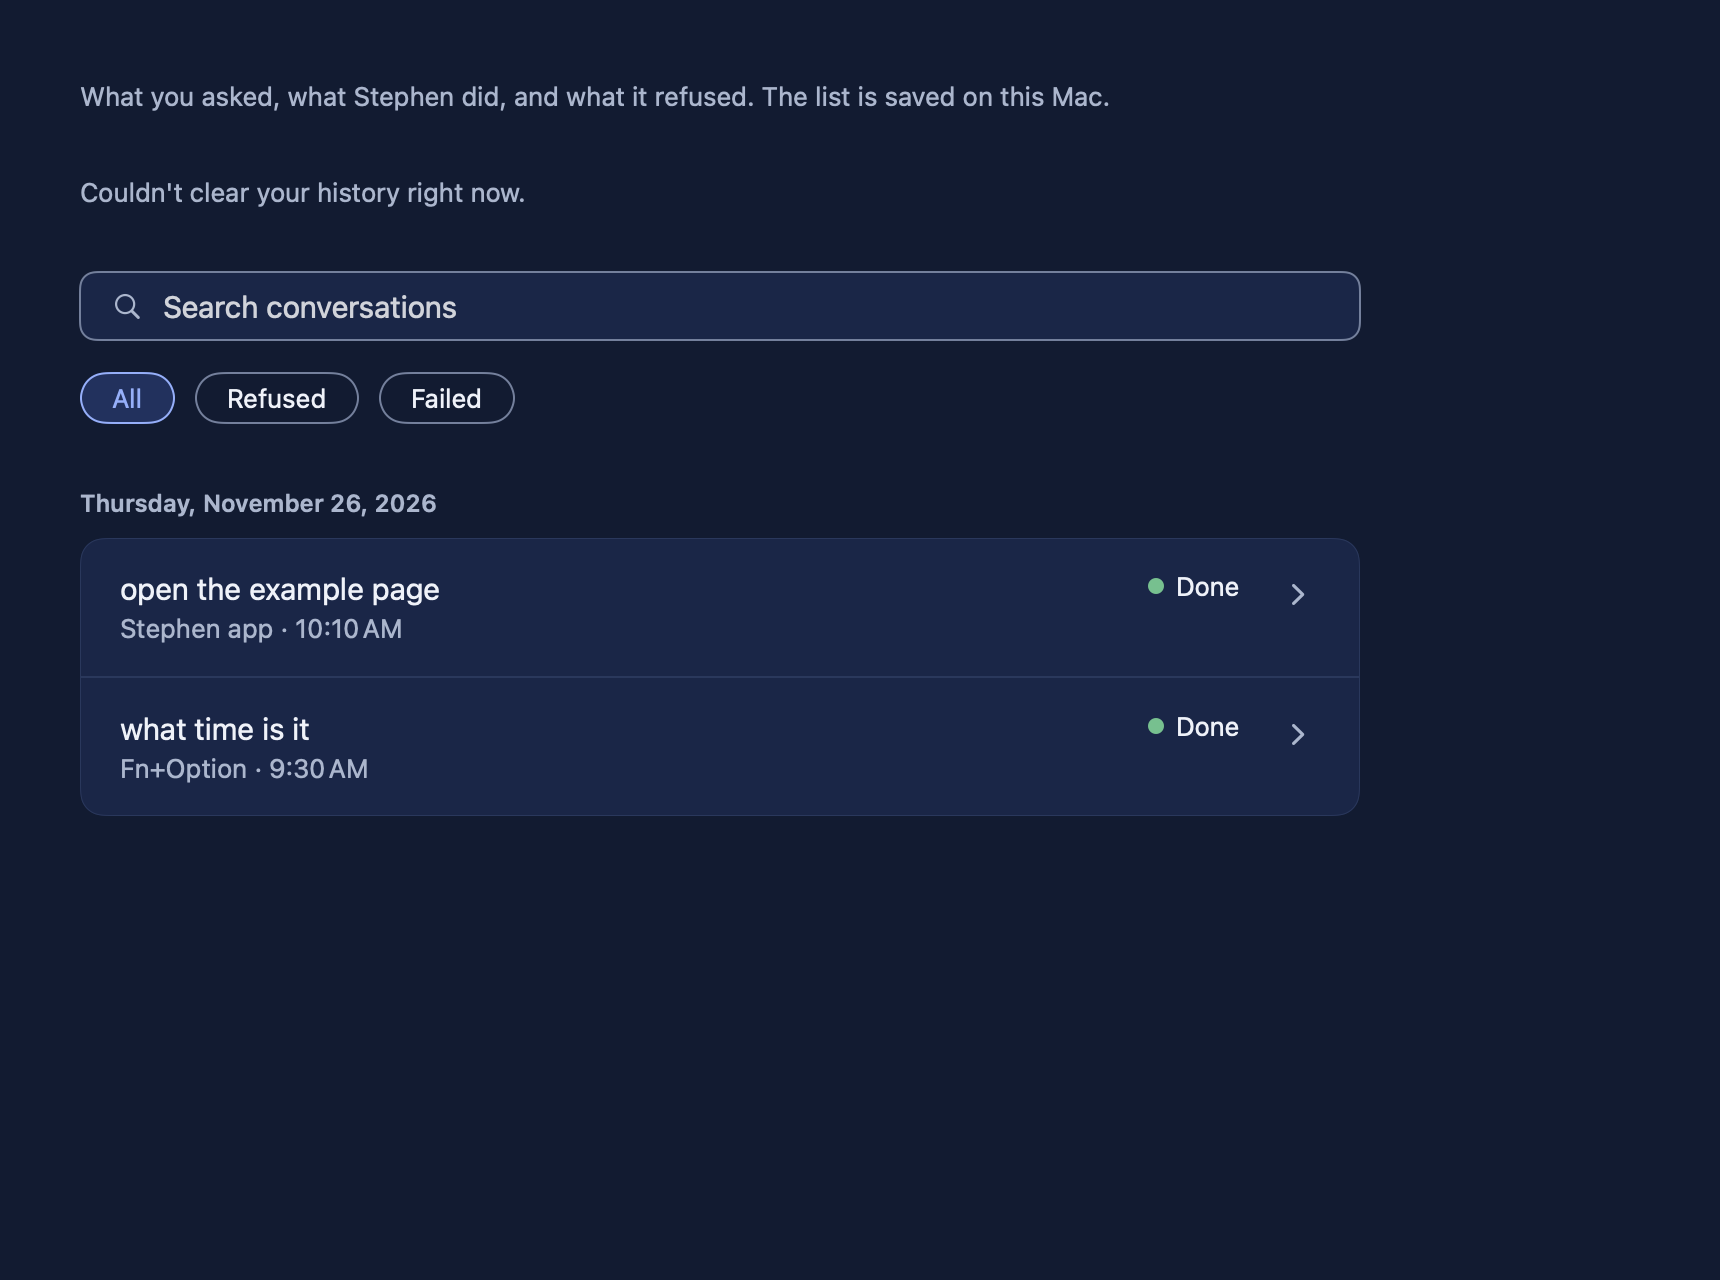 What you asked, what Stephen did, and what it refused. The list is saved on this Mac.
Couldn't clear your history right now.
Search conversations
All Refused Failed
Thursday, November 26, 2026
open the example page Done
Stephen app · 10:10 AM
what time is it Done
Fn+Option · 9:30 AM